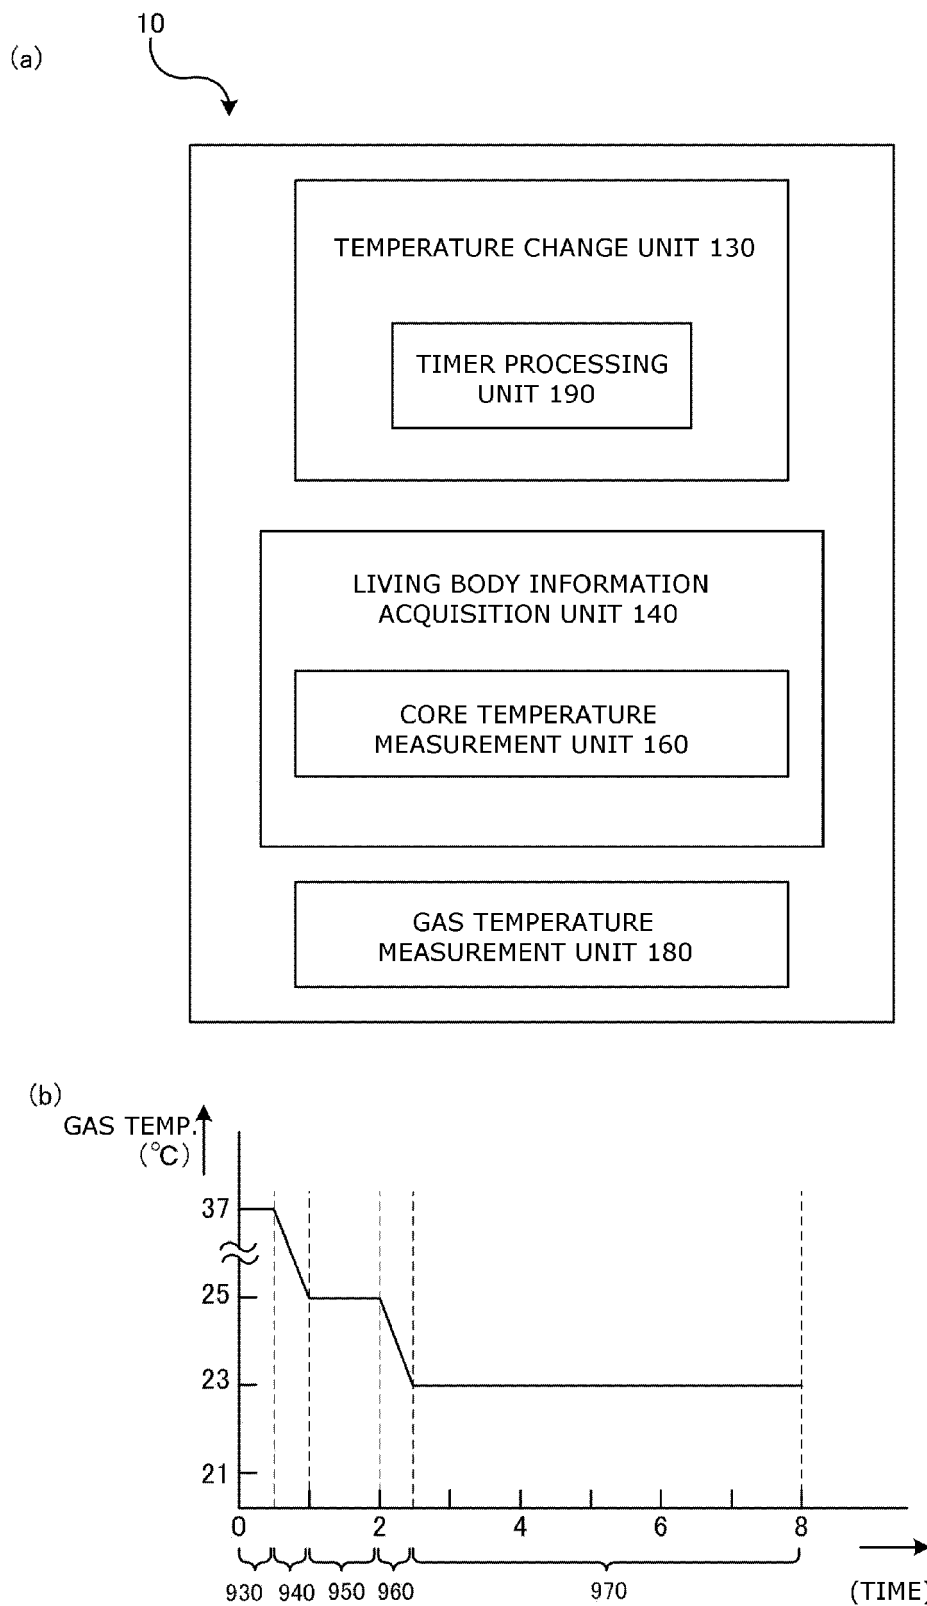 10
(a)
TEMPERATURE CHANGE UNIT 130
TIMER PROCESSING
UNIT 190
LIVING BODY INFORMATION
ACQUISITION UNIT 140
CORE TEMPERATURE
MEASUREMENT UNIT 160
GAS TEMPERATURE
MEASUREMENT UNIT 180
(b)
GAS TEMP.
(℃)
37
25
23
21
0 2 4 6 8
930 940 950 960 970 (TIME)